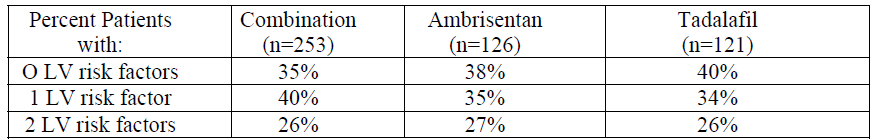 Percent Patients with: Combination (n=253) Ambrisentan (n=126) Tadalafil (n=121)
O LV risk factors 35% 38% 40%
1 LV risk factor 40% 35% 34%
2 LV risk factors 26% 27% 26%